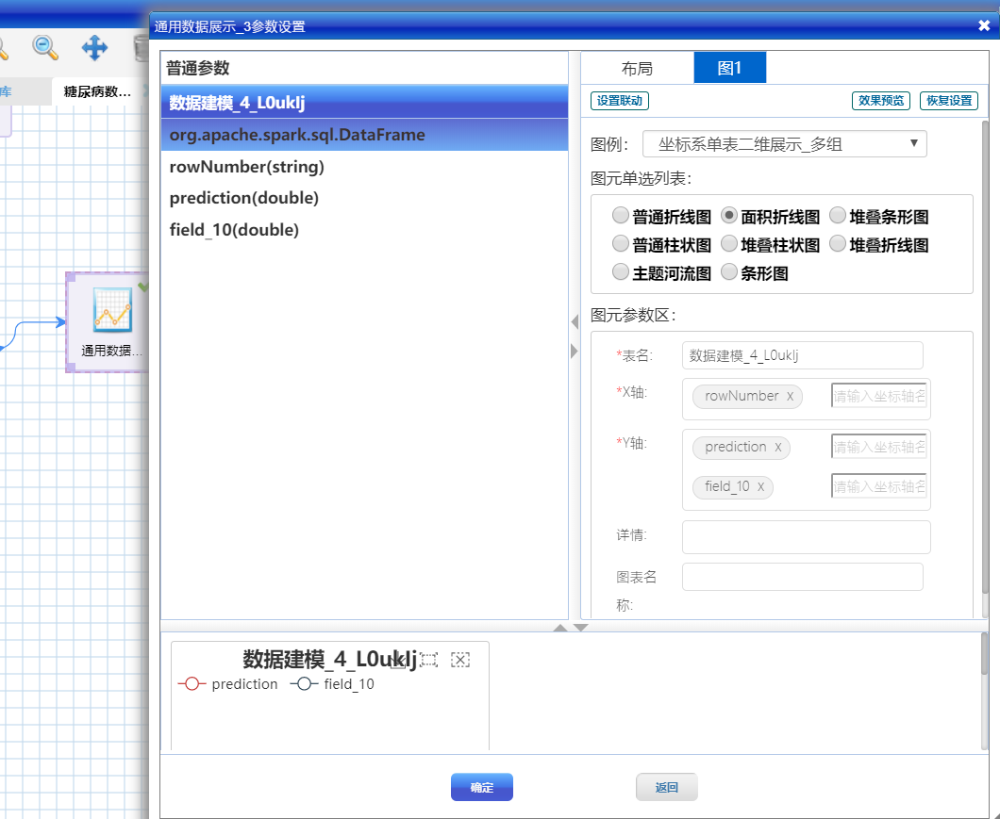 通用数据展示_3参数设置
库
糖尿病数...
通用数据...
普通参数
数据建模_4_L0uklj
org.apache.spark.sql.DataFrame
rowNumber(string)
prediction(double)
field_10(double)
布局
图1
设置联动
效果预览
恢复设置
图例:
坐标系单表二维展示_多组
图元单选列表:
普通折线图 面积折线图 堆叠条形图
普通柱状图 堆叠柱状图 堆叠折线图
主题河流图 条形图
图元参数区:
*表名: 数据建模_4_L0uklj
*X轴: rowNumber x 请输入坐标轴名
*Y轴: prediction x 请输入坐标轴名
field_10 x 请输入坐标轴名
详情:
图表名
称:
数据建模_4_L0uklj
prediction field_10
确定
返回